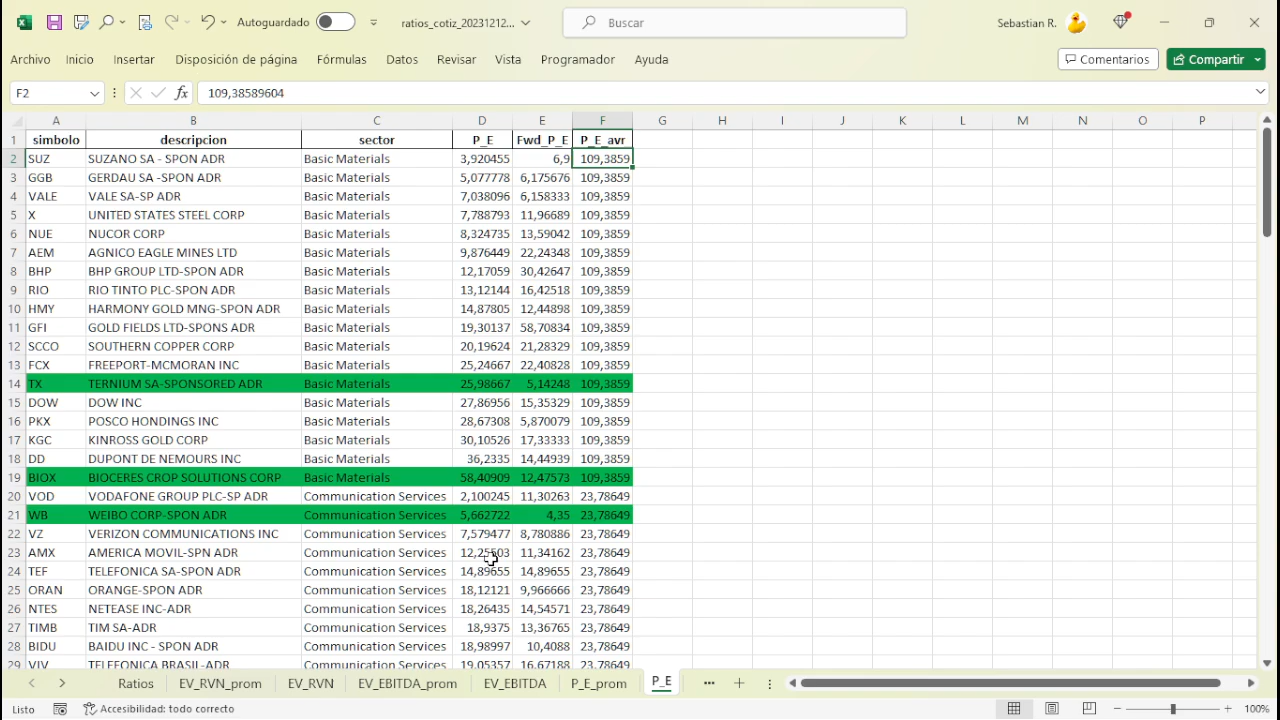 Autoguardado ratios_cotiz_20231212... Buscar Sebastian R.
Archivo Inicio Insertar Disposición de página Fórmulas Datos Revisar Vista Programador Ayuda Comentarios Compartir
F2 fx 109,38589604
A B C D E F G H I J K L M N O P
1 simbolo descripcion sector P_E Fwd_P_E P_E_avr
2 SUZ SUZANO SA - SPON ADR Basic Materials 3,920455 6,9 109,3859
3 GGB GERDAU SA -SPON ADR Basic Materials 5,077778 6,175676 109,3859
4 VALE VALE SA-SP ADR Basic Materials 7,038096 6,158333 109,3859
5 X UNITED STATES STEEL CORP Basic Materials 7,788793 11,96689 109,3859
6 NUE NUCOR CORP Basic Materials 8,324735 13,59042 109,3859
7 AEM AGNICO EAGLE MINES LTD Basic Materials 9,876449 22,24348 109,3859
8 BHP BHP GROUP LTD-SPON ADR Basic Materials 12,17059 30,42647 109,3859
9 RIO RIO TINTO PLC-SPON ADR Basic Materials 13,12144 16,42518 109,3859
10 HMY HARMONY GOLD MNG-SPON ADR Basic Materials 14,87805 12,44898 109,3859
11 GFI GOLD FIELDS LTD-SPONS ADR Basic Materials 19,30137 58,70834 109,3859
12 SCCO SOUTHERN COPPER CORP Basic Materials 20,19624 21,28329 109,3859
13 FCX FREEPORT-MCMORAN INC Basic Materials 25,24667 22,40828 109,3859
14 TX TERNIUM SA-SPONSORED ADR Basic Materials 25,98667 5,14248 109,3859
15 DOW DOW INC Basic Materials 27,86956 15,35329 109,3859
16 PKX POSCO HONDINGS INC Basic Materials 28,67308 5,870079 109,3859
17 KGC KINROSS GOLD CORP Basic Materials 30,10526 17,33333 109,3859
18 DD DUPONT DE NEMOURS INC Basic Materials 36,2335 14,44939 109,3859
19 BIOX BIOCERES CROP SOLUTIONS CORP Basic Materials 58,40909 12,47573 109,3859
20 VOD VODAFONE GROUP PLC-SP ADR Communication Services 2,100245 11,30263 23,78649
21 WB WEIBO CORP-SPON ADR Communication Services 5,662722 4,35 23,78649
22 VZ VERIZON COMMUNICATIONS INC Communication Services 7,579477 8,780886 23,78649
23 AMX AMERICA MOVIL-SPN ADR Communication Services 12,25503 11,34162 23,78649
24 TEF TELEFONICA SA-SPON ADR Communication Services 14,89655 14,89655 23,78649
25 ORAN ORANGE-SPON ADR Communication Services 18,12121 9,966666 23,78649
26 NTES NETEASE INC-ADR Communication Services 18,26435 14,54571 23,78649
27 TIMB TIM SA-ADR Communication Services 18,9375 13,36765 23,78649
28 BIDU BAIDU INC - SPON ADR Communication Services 18,98997 10,4088 23,78649
29 VIV TELEFONICA BRASIL-ADR Communication Services 19,05357 16,67188 23,78649
Ratios EV_RVN_prom EV_RVN EV_EBITDA_prom EV_EBITDA P_E_prom P_E ...
Listo Accesibilidad: todo correcto 100%